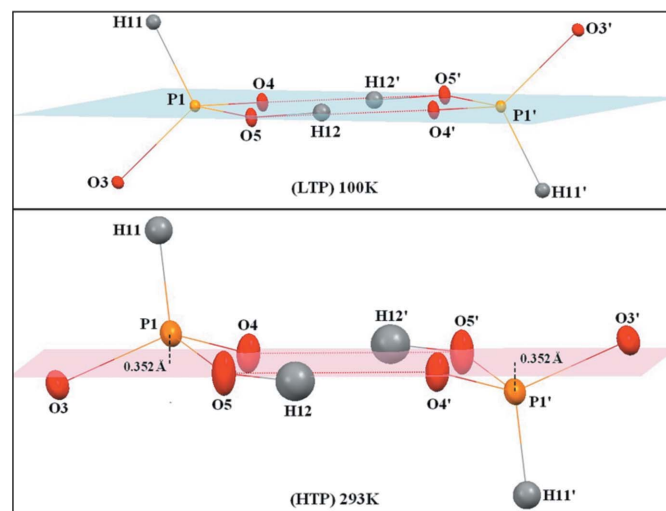 H11
O3'
O4
H12'
O5'
P1
P1'
O5
H12
O4'
O3
H11'
(LTP) 100K
H11
P1
O4
H12'
O5'
O3'
0.352 Å
0.352 Å
O3
O5
H12
O4'
P1'
H11'
(HTP) 293K